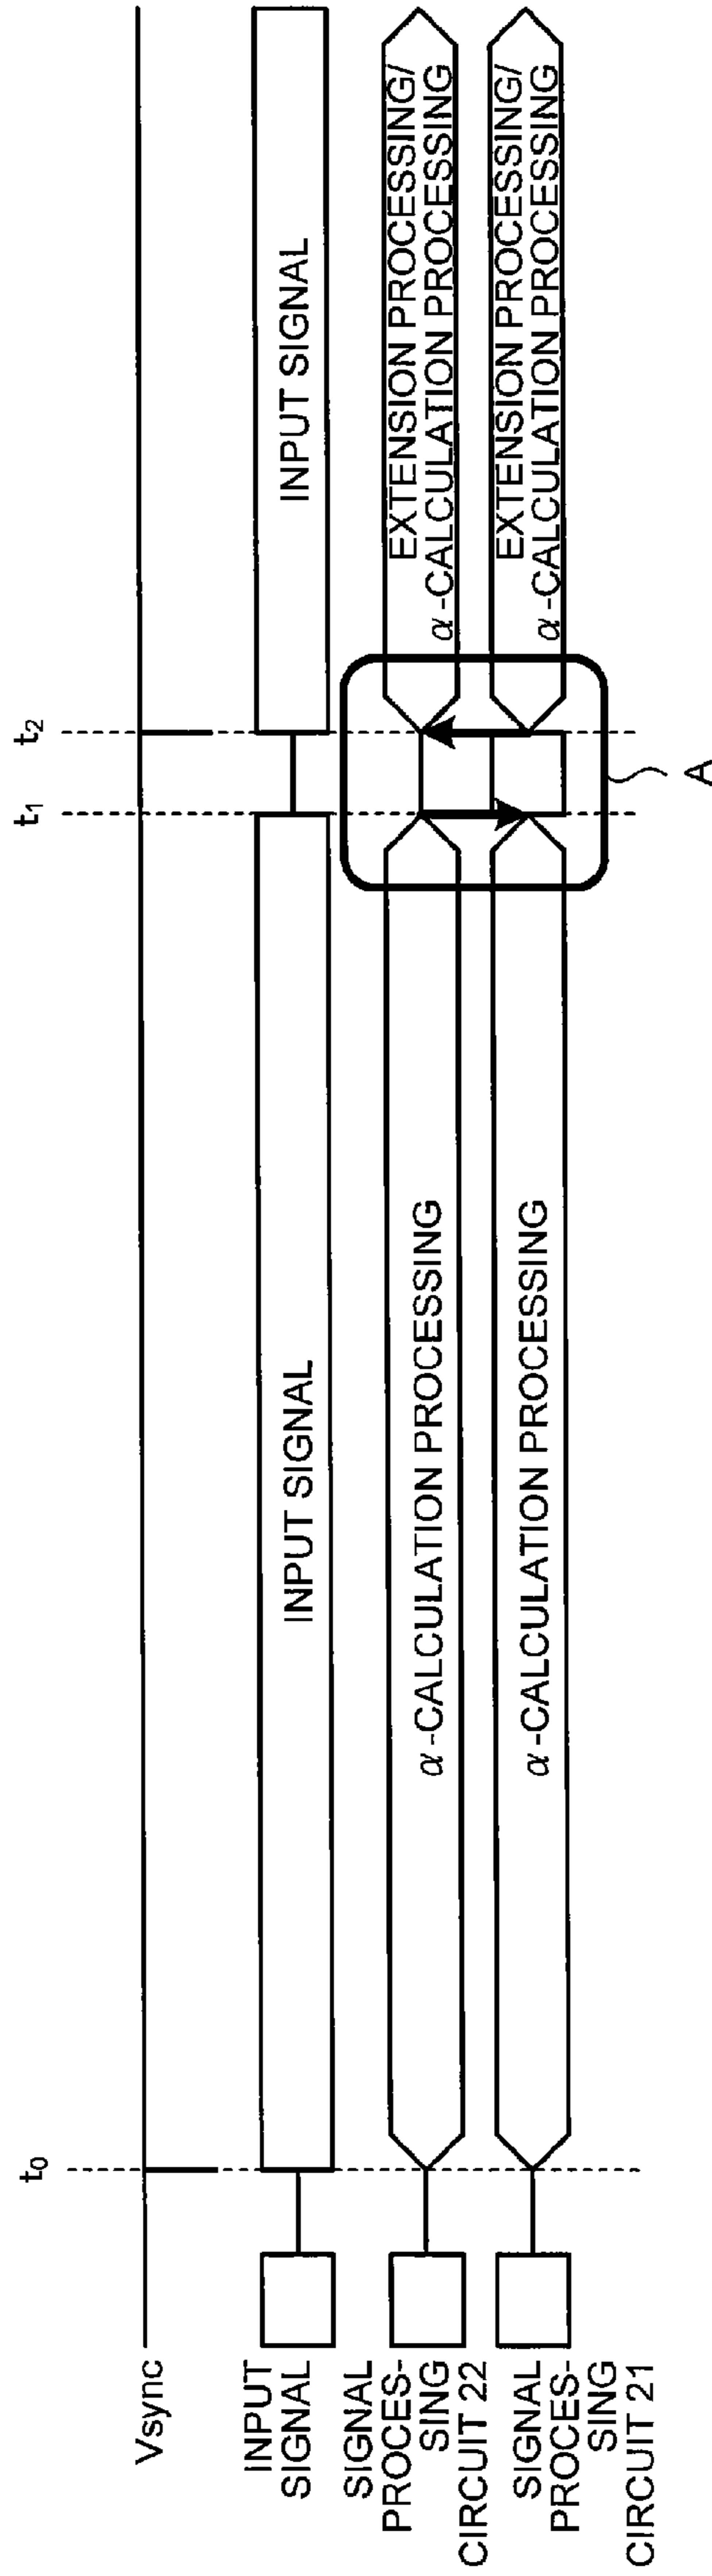 Vsync
INPUT
SIGNAL
SIGNAL
PROCES-
SING
CIRCUIT 22
SIGNAL
PROCES-
SING
CIRCUIT 21
t0
t1
t2
INPUT SIGNAL
INPUT SIGNAL
α-CALCULATION PROCESSING
EXTENSION PROCESSING/
α-CALCULATION PROCESSING
α-CALCULATION PROCESSING
EXTENSION PROCESSING/
α-CALCULATION PROCESSING
A